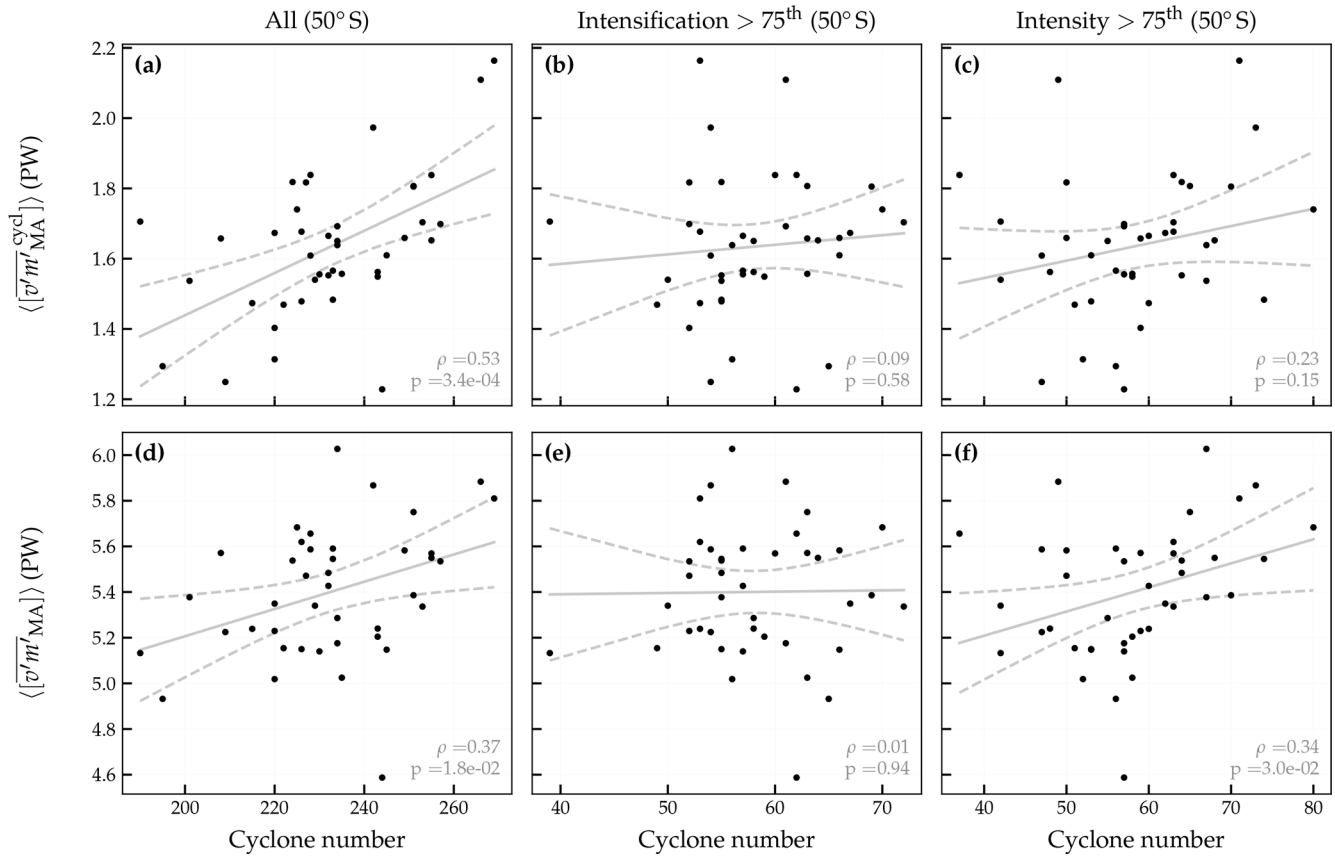 All (50° S)
Intensification > 75th (50° S)
Intensity > 75th (50° S)
⟨[v′m′MA cycl]⟩ (PW)
2.2
2.0
1.8
1.6
1.4
1.2
(a)
ρ =0.53
p =3.4e-04
(b)
ρ =0.09
p =0.58
(c)
ρ =0.23
p =0.15
⟨[v′m′MA]⟩ (PW)
6.0
5.8
5.6
5.4
5.2
5.0
4.8
4.6
(d)
ρ =0.37
p =1.8e-02
(e)
ρ =0.01
p =0.94
(f)
ρ =0.34
p =3.0e-02
200 220 240 260
40 50 60 70
40 50 60 70 80
Cyclone number
Cyclone number
Cyclone number